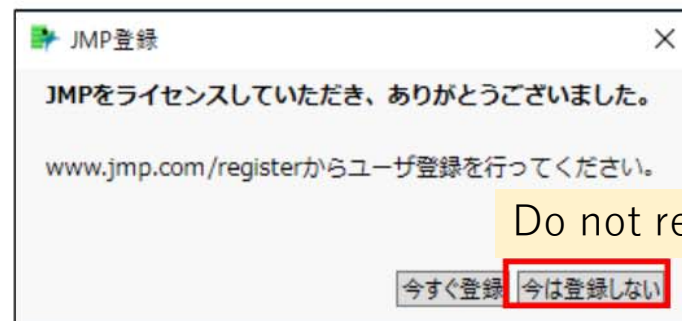 JMP登録
JMPをライセンスしていただき、ありがとうございました。
www.jmp.com/registerからユーザ登録を行ってください。
Do not re
今すぐ登録 今は登録しない